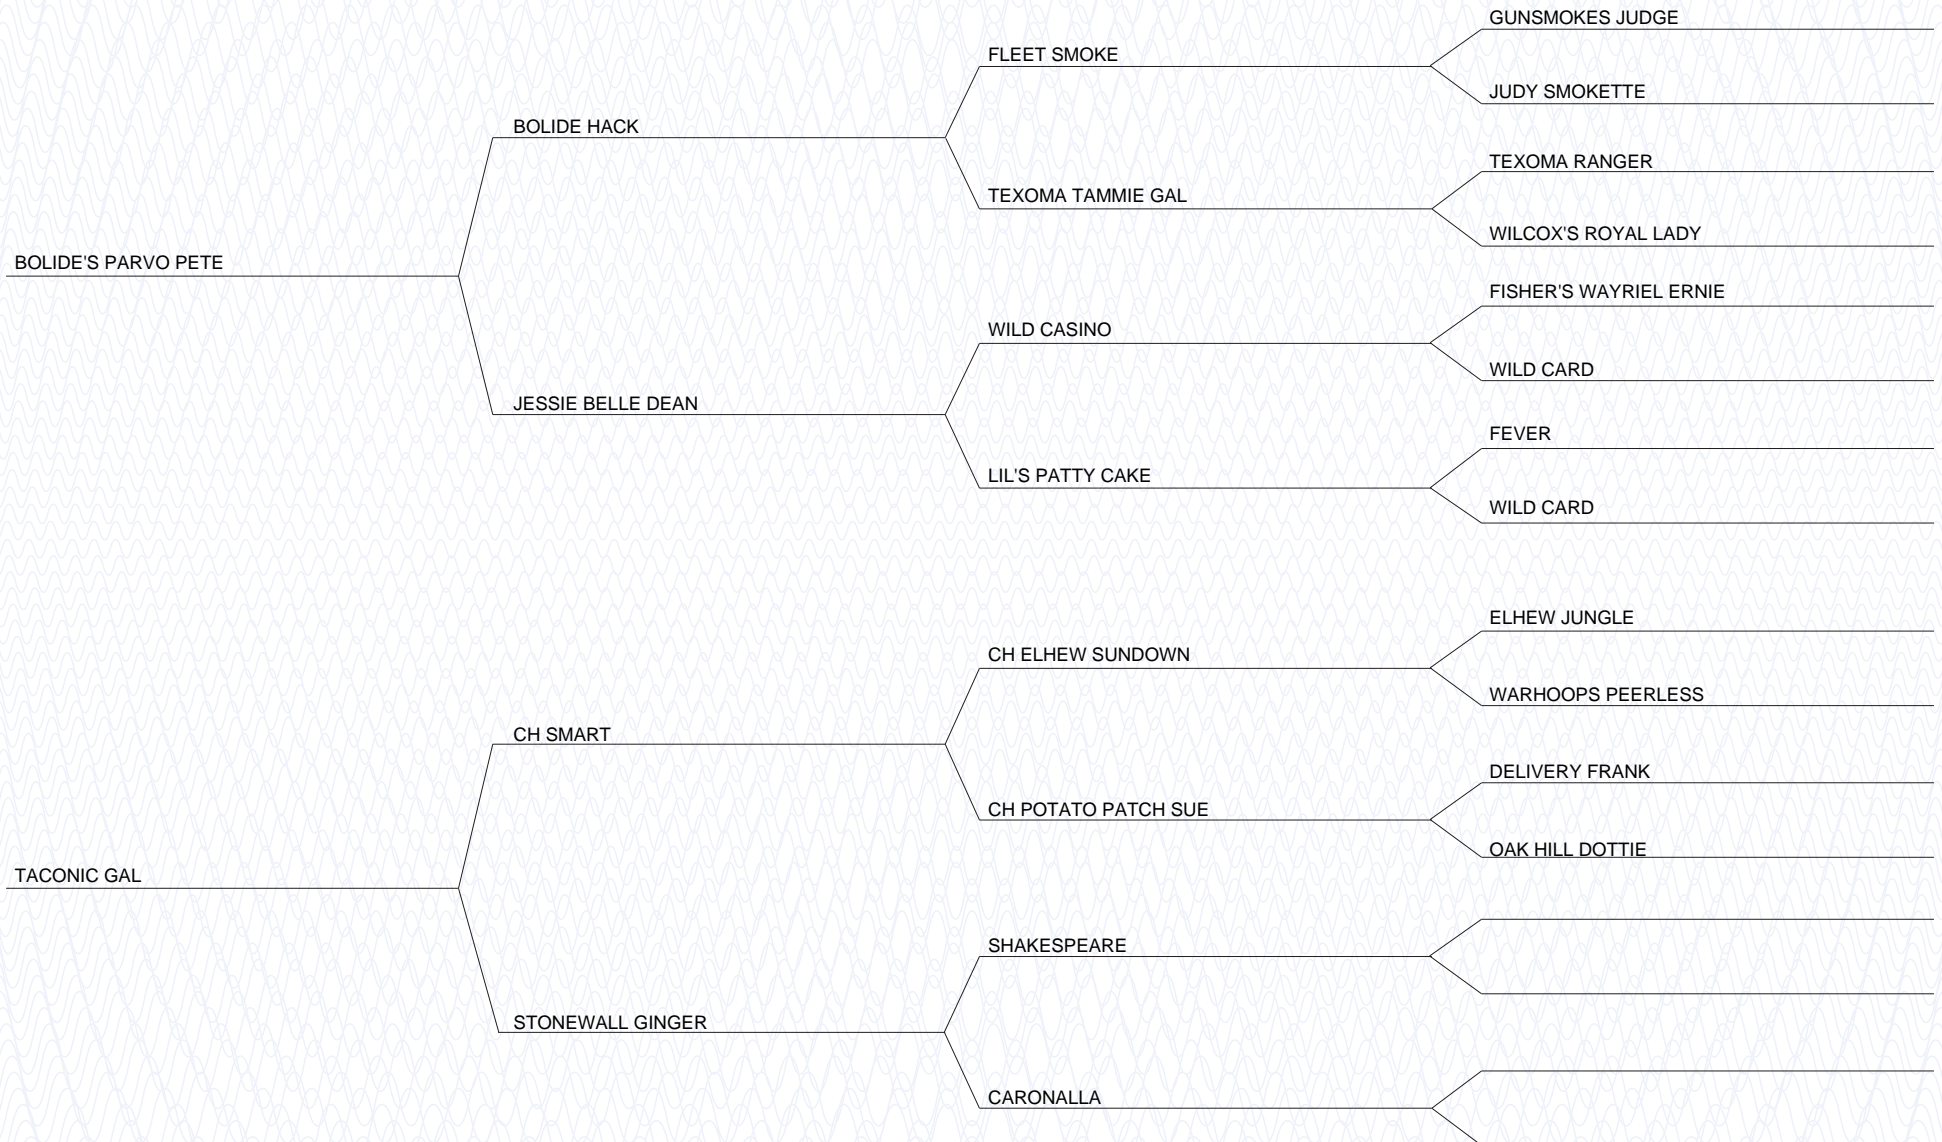 GUNSMOKES JUDGE
FLEET SMOKE
JUDY SMOKETTE
BOLIDE HACK
TEXOMA RANGER
TEXOMA TAMMIE GAL
WILCOX'S ROYAL LADY
BOLIDE'S PARVO PETE
FISHER'S WAYRIEL ERNIE
WILD CASINO
WILD CARD
JESSIE BELLE DEAN
FEVER
LIL'S PATTY CAKE
WILD CARD
ELHEW JUNGLE
CH ELHEW SUNDOWN
WARHOOPS PEERLESS
CH SMART
DELIVERY FRANK
CH POTATO PATCH SUE
OAK HILL DOTTIE
TACONIC GAL
SHAKESPEARE
STONEWALL GINGER
CARONALLA